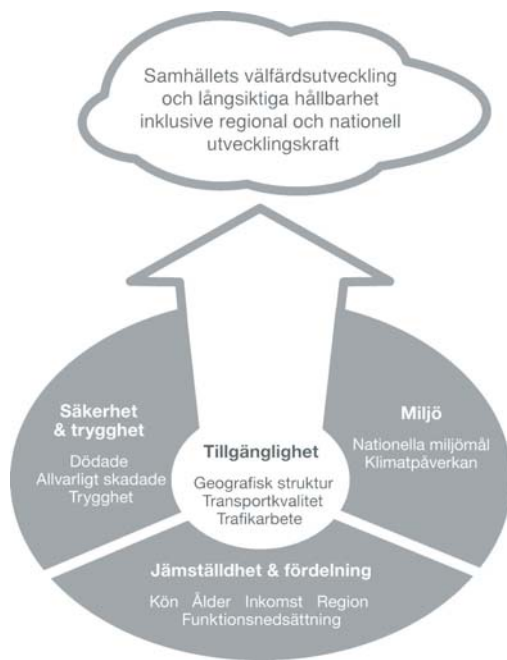 Samhällets välfärdsutveckling
och långsiktiga hållbarhet
inklusive regional och nationell
utvecklingskraft
Säkerhet
& trygghet
Dödade
Allvarligt skadade
Trygghet
Tillgänglighet
Geografisk struktur
Transportkvalitet
Trafikarbete
Miljö
Nationella miljömål
Klimatpåverkan
Jämställdhet & fördelning
Kön Ålder Inkomst Region
Funktionsnedsättning